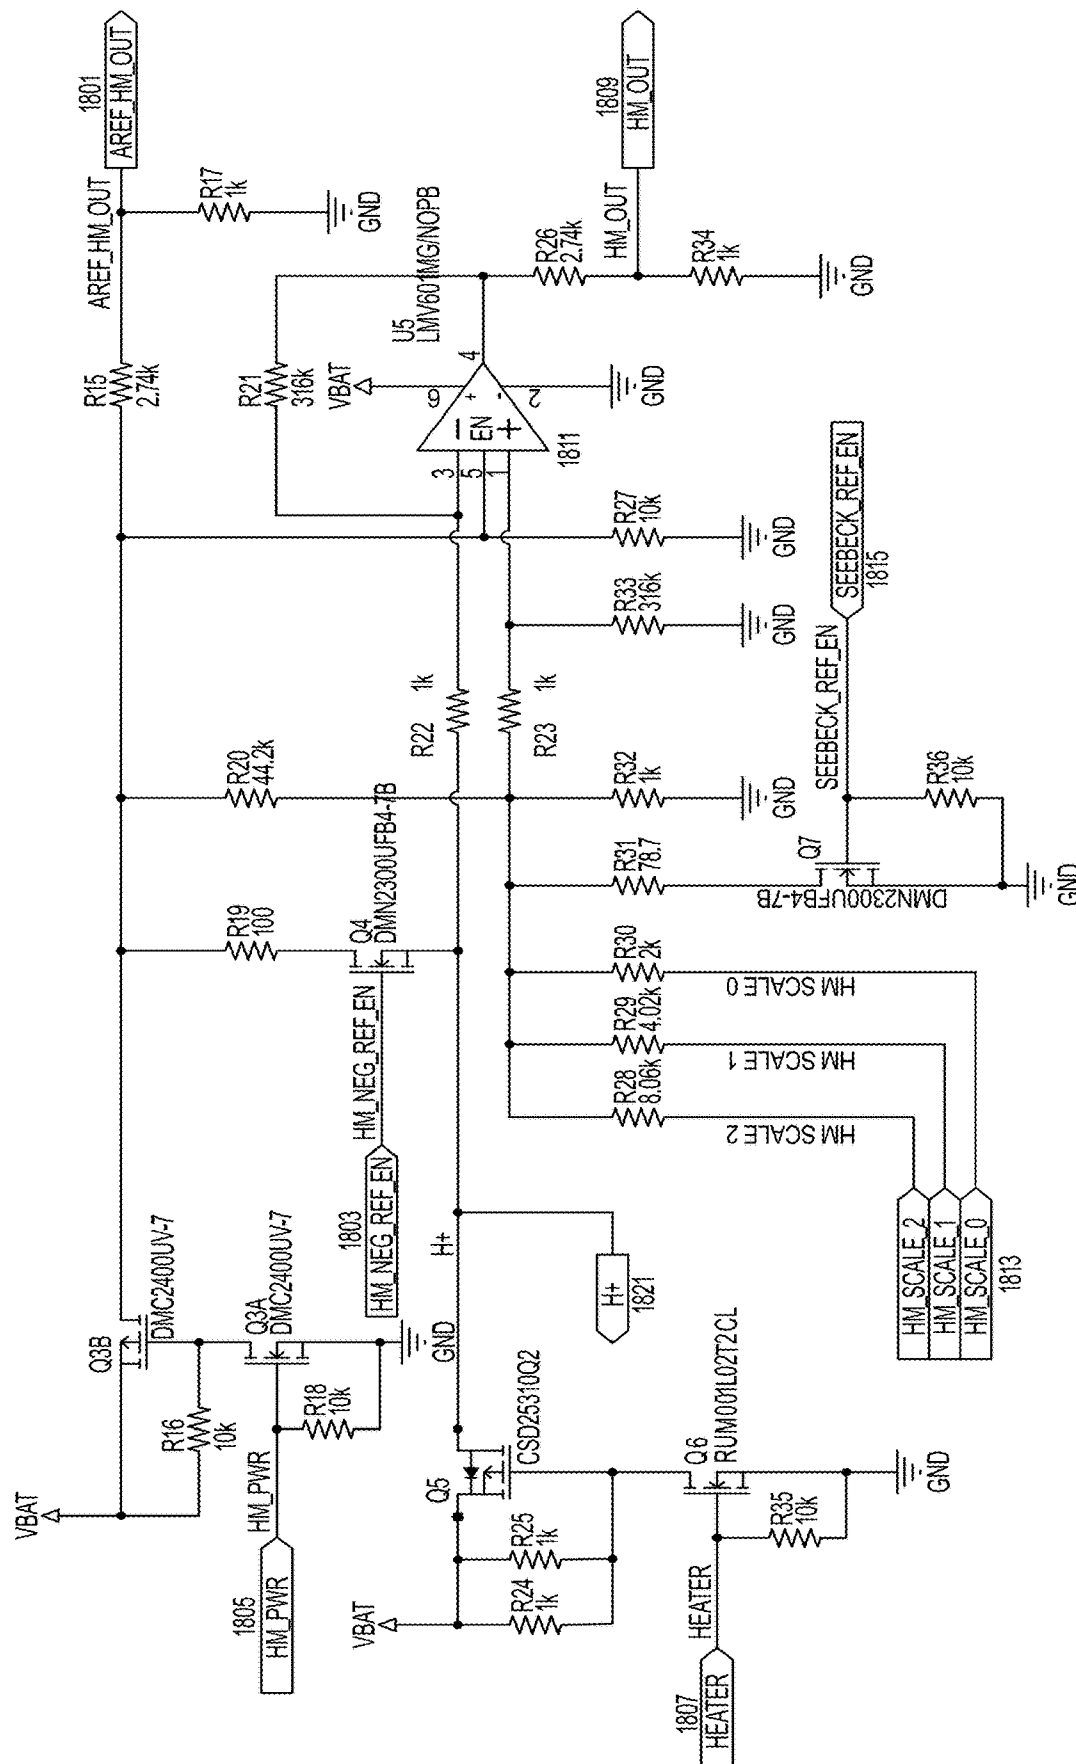 1801
AREF_HM_OUT
AREF_HM_OUT
R17
1k
GND
R15
2.74k
1809
HM_OUT
HM_OUT
R26
2.74k
R34
1k
GND
U5
LMV601MG/NOPB
R21
316k
VBAT
6
4
2
GND
3
5
1
EN
1811
R27
10k
GND
R33
316k
GND
R22
1k
R23
1k
SEEBECK_REF_EN
1815
SEEBECK_REF_EN
R36
10k
Q7
DMN2300UFB4-7B
GND
R20
44.2k
R32
1k
GND
R31
78.7
R19
100
Q4
DMN2300UFB4-7B
HM_NEG_REF_EN
1803
HM_NEG_REF_EN
R30
2k
HM SCALE 0
R29
4.02k
HM SCALE 1
R28
8.06k
HM SCALE 2
HM_SCALE_2
HM_SCALE_1
HM_SCALE_0
1813
H+
H+
1821
Q3B
DMC2400UV-7
Q3A
DMC2400UV-7
GND
R16
10k
R18
10k
VBAT
HM_PWR
1805
HM_PWR
Q5
CSD25310Q2
R25
1k
R24
1k
VBAT
Q6
RUM001L02T2CL
R35
10k
GND
HEATER
1807
HEATER